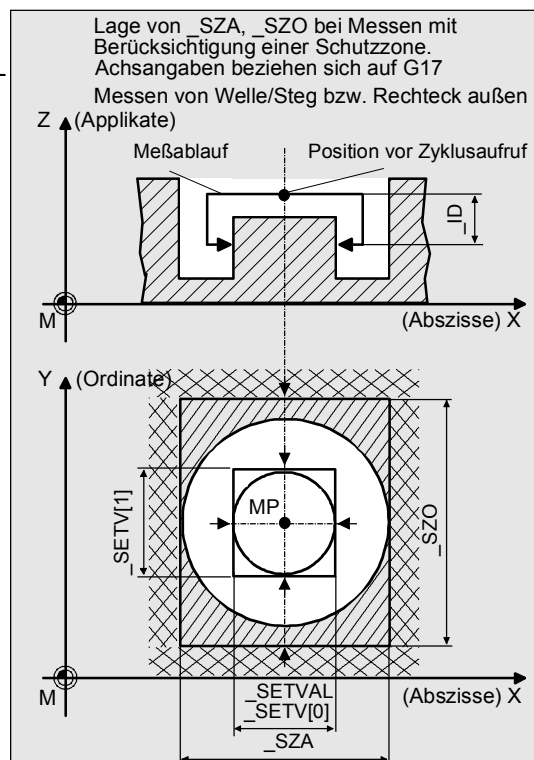 Lage von _SZA, _SZO bei Messen mit
Berücksichtigung einer Schutzzone.
Achsangaben beziehen sich auf G17
Messen von Welle/Steg bzw. Rechteck außen
Z (Applikate)
Meßablauf
Position vor Zyklusaufruf
_ID
M
(Abszisse) X
Y (Ordinate)
_SETV[1]
MP
_SZO
M
_SETVAL
_SETV[0]
(Abszisse) X
_SZA